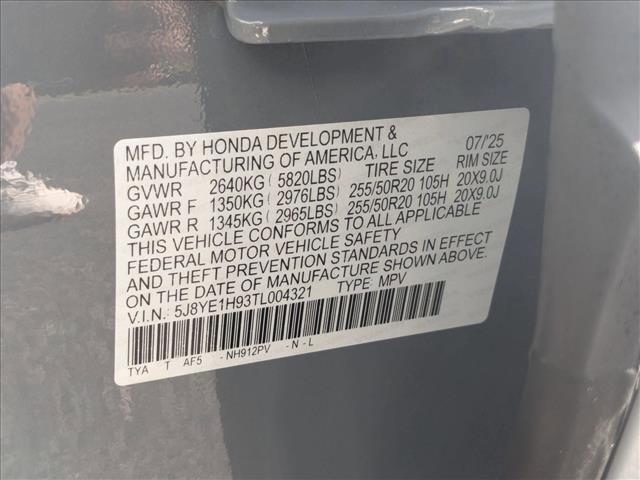 MFD. BY HONDA DEVELOPMENT &
MANUFACTURING OF AMERICA, LLC 07/'25
GVWR 2640KG ( 5820LBS) TIRE SIZE RIM SIZE
GAWR F 1350KG ( 2976LBS) 255/50R20 105H 20X9.0J
GAWR R 1345KG ( 2965LBS) 255/50R20 105H 20X9.0J
THIS VEHICLE CONFORMS TO ALL APPLICABLE
FEDERAL MOTOR VEHICLE SAFETY
AND THEFT PREVENTION STANDARDS IN EFFECT
ON THE DATE OF MANUFACTURE SHOWN ABOVE.
V.I.N.: 5J8YE1H93TL004321 TYPE: MPV
TYA T AF5 - NH912PV - N - L